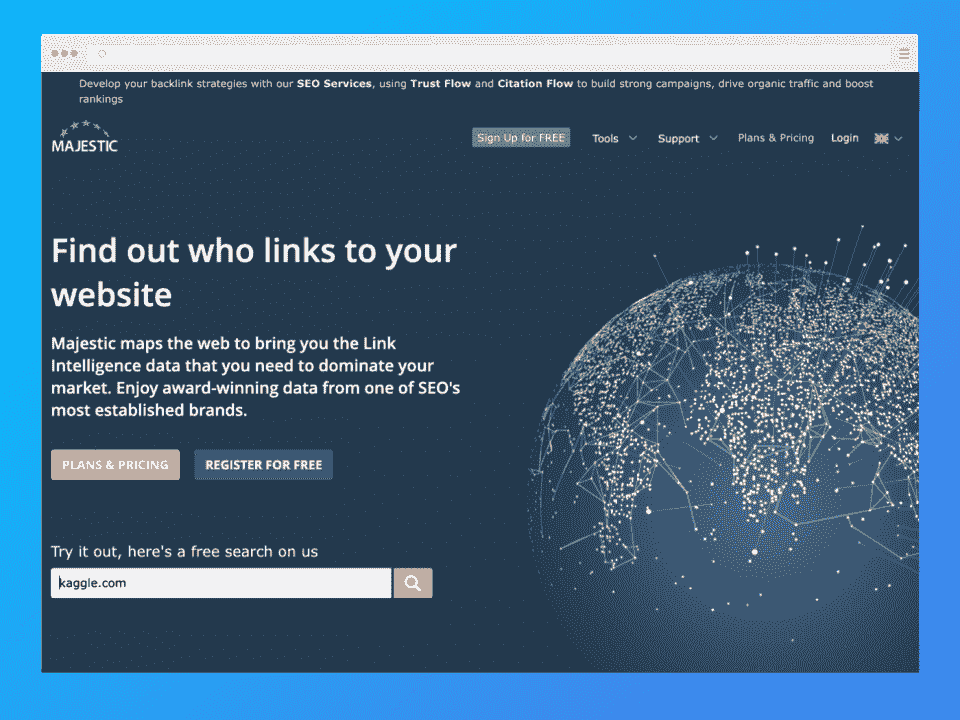 Develop your backlink strategies with our SEO Services, using Trust Flow and Citation Flow to build strong campaigns, drive organic traffic and boost
rankings
MAJESTIC
Sign Up for FREE Tools Support Plans & Pricing Login
Find out who links to your
website
Majestic maps the web to bring you the Link
Intelligence data that you need to dominate your
market. Enjoy award-winning data from one of SEO's
most established brands.
PLANS & PRICING REGISTER FOR FREE
Try it out, here's a free search on us
kaggle.com